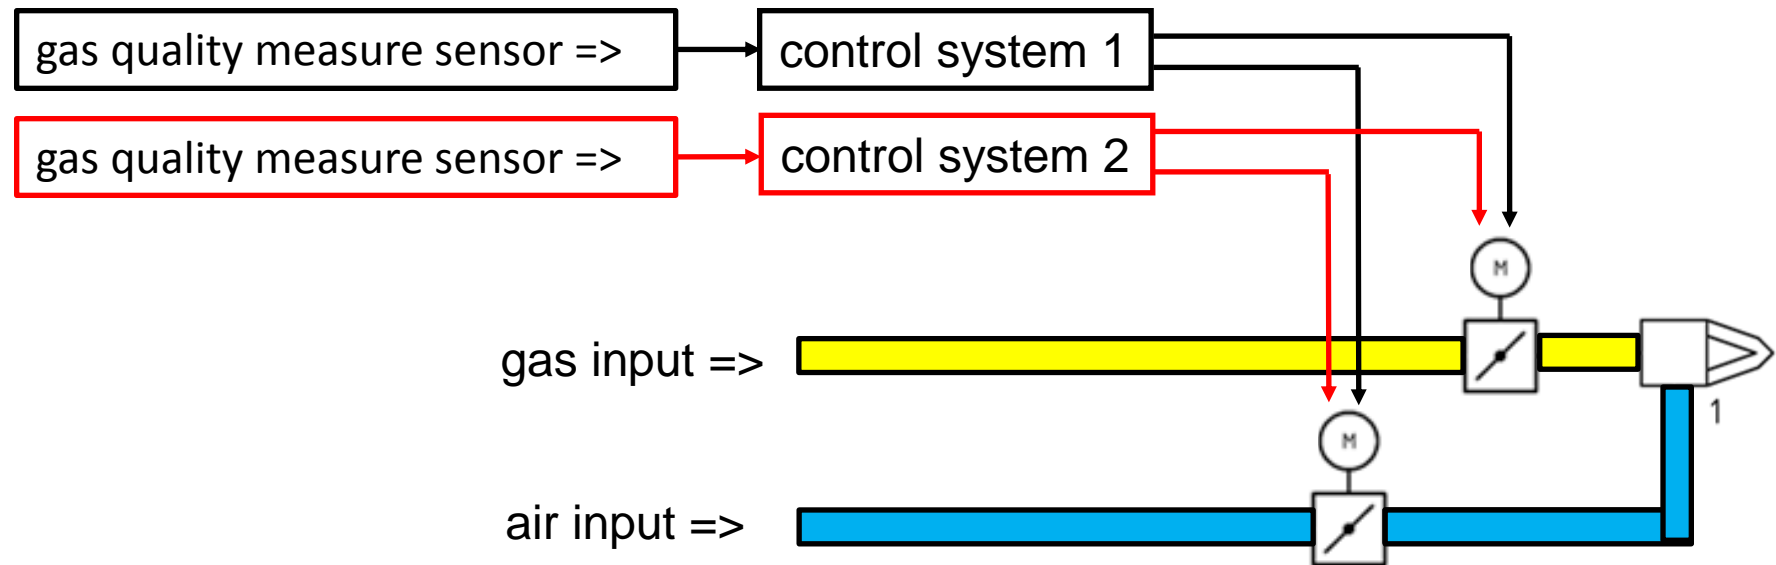 gas quality measure sensor =>
control system 1
gas quality measure sensor =>
control system 2
M
gas input =>
1
M
air input =>